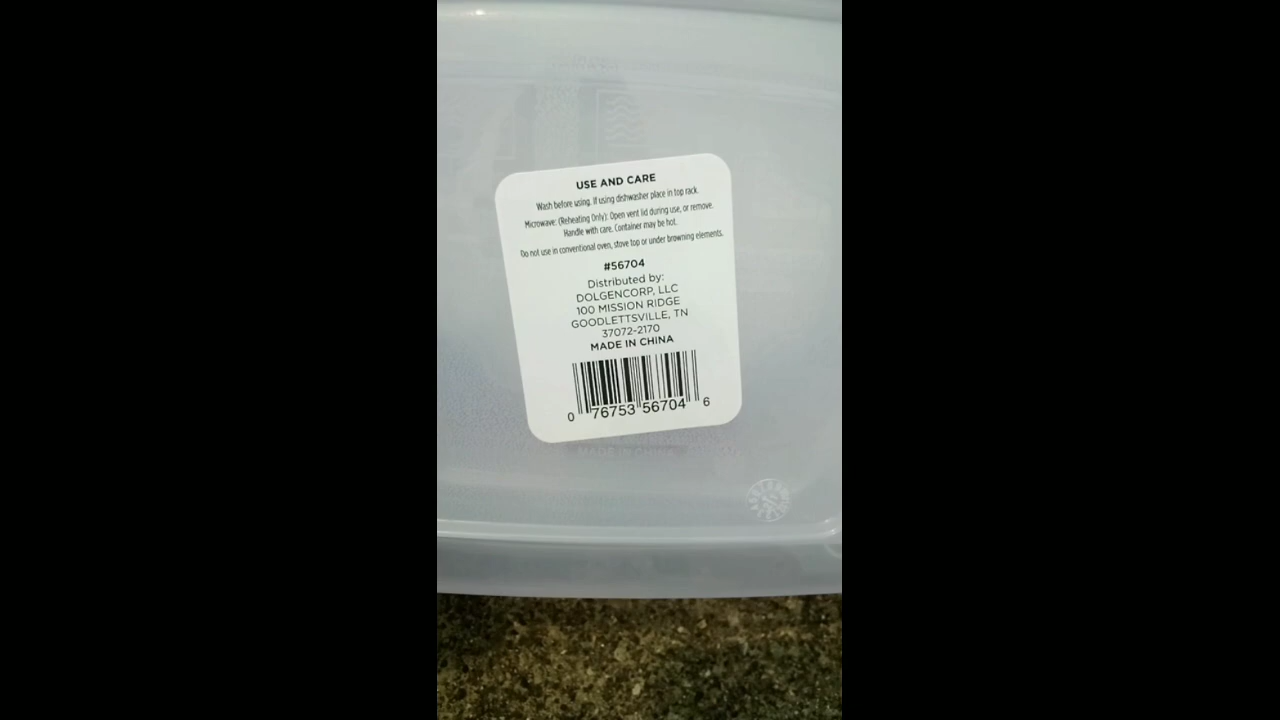 USE AND CARE
Wash before using. If using dishwasher place in top rack.
Microwave: (Reheating Only): Open vent lid during use, or remove.
Handle with care. Container may be hot.
Do not use in conventional oven, stove top or under browning elements.
#56704
Distributed by:
DOLGENCORP, LLC
100 MISSION RIDGE
GOODLETTSVILLE, TN
37072-2170
MADE IN CHINA
0 76753 56704 6
MADE IN CHINA